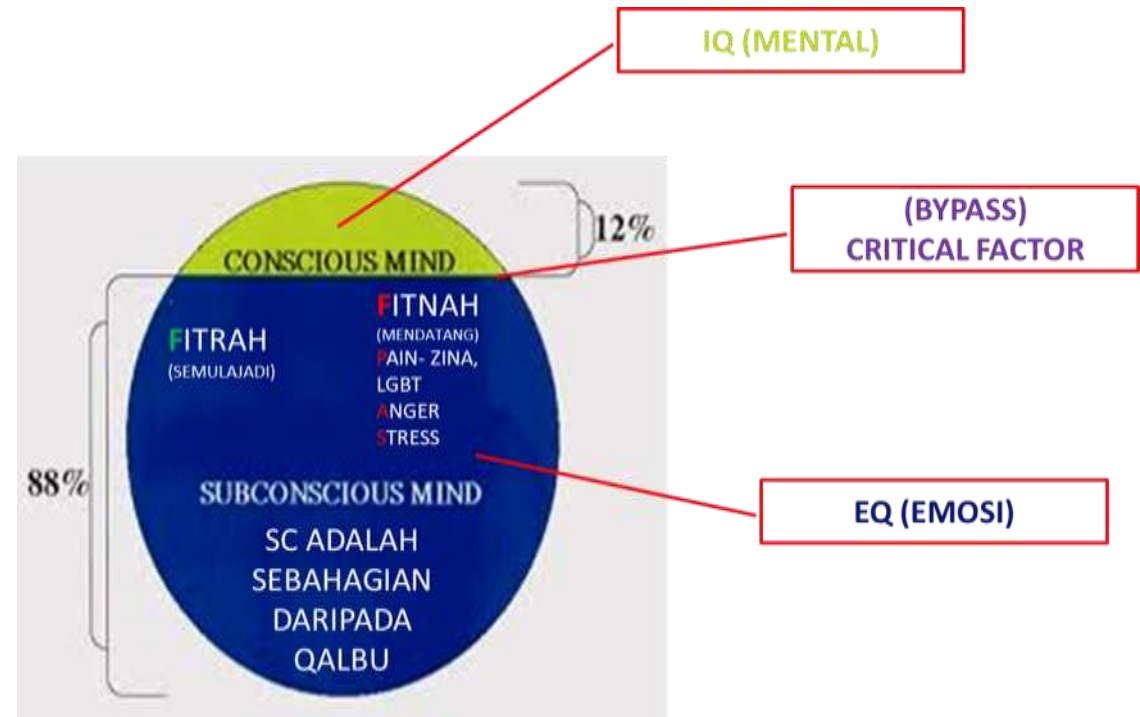 IQ (MENTAL)
(BYPASS)
CRITICAL FACTOR
12%
CONSCIOUS MIND
FITRAH
(SEMULAJADI)
FITNAH
(MENDATANG)
PAIN- ZINA,
LGBT
ANGER
STRESS
88%
SUBCONSCIOUS MIND
SC ADALAH
SEBAHAGIAN
DARIPADA
QALBU
EQ (EMOSI)